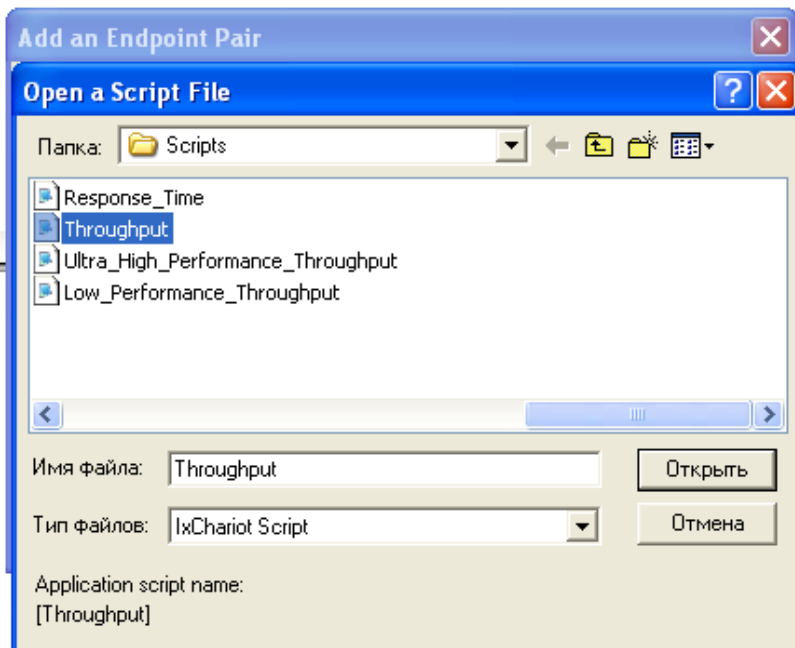 Add an Endpoint Pair
Open a Script File
Папка: Scripts
Response_Time
Throughput
Ultra_High_Performance_Throughput
Low_Performance_Throughput
Имя файла: Throughput Открыть
Тип файлов: IxChariot Script Отмена
Application script name:
[Throughput]